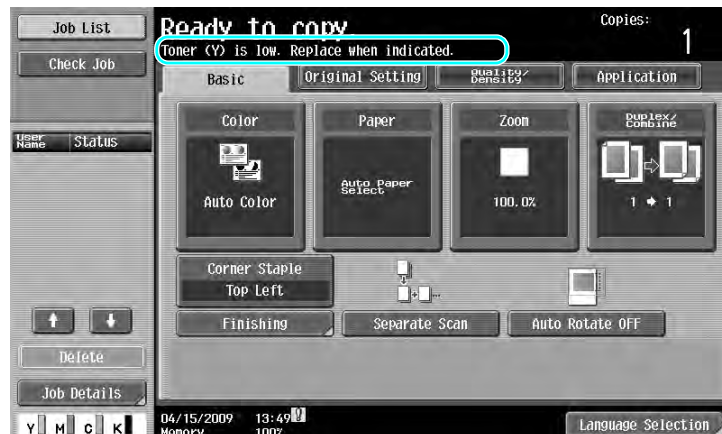 Job List
Check Job
User Name Status
Delete
Job Details
Y M C K
Ready to copy.
Toner (Y) is low. Replace when indicated.
Copies:
1
Basic
Original Setting
Quality/
Density
Application
Color
Auto Color
Paper
Auto Paper
Select
Zoom
100.0%
Duplex/
Combine
1 → 1
Corner Staple
Top Left
Finishing
Separate Scan
Auto Rotate OFF
04/15/2009 13:49
Memory 100%
Language Selection